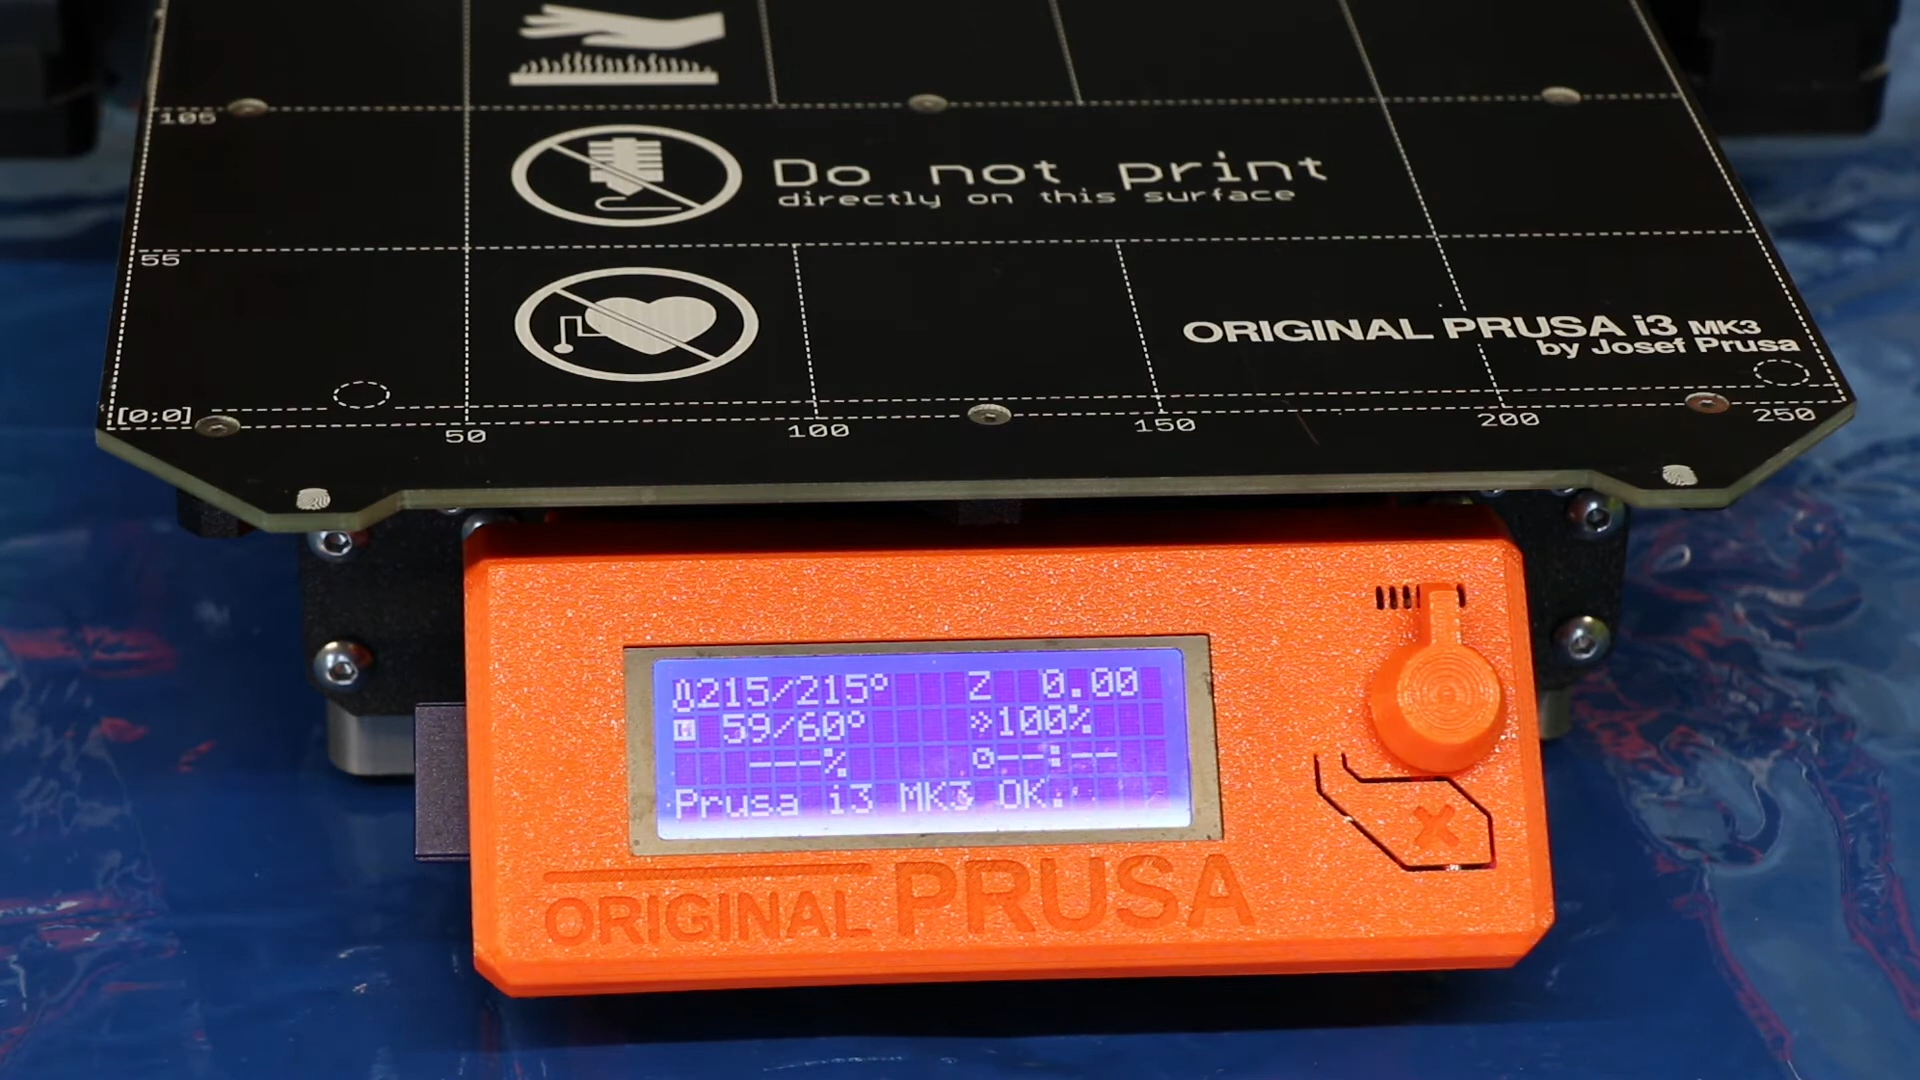 105
Do not print
directly on this surface
55
ORIGINAL PRUSA i3 MK3
by Josef Prusa
[0;0]
50
100
150
200
250
215/215° Z 0.00
59/60° 100%
---% --:--
Prusa i3 MK3 OK.
ORIGINAL PRUSA